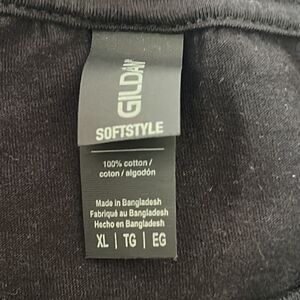 GILDAN
SOFTSTYLE
100% cotton /
coton / algodón
Made in Bangladesh
Fabriqué au Bangladesh
Hecho en Bangladesh
XL | TG | EG